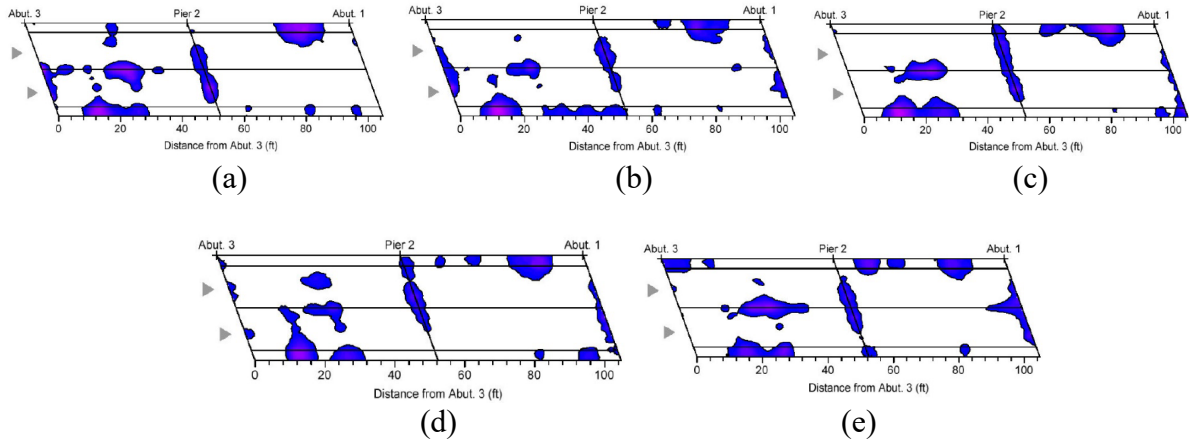 Abut. 3 Pier 2 Abut. 1
0 20 40 60 80 100
Distance from Abut. 3 (ft)
(a)
Abut. 3 Pier 2 Abut. 1
0 20 40 60 80 100
Distance from Abut. 3 (ft)
(b)
Abut. 3 Pier 2 Abut. 1
0 20 40 60 80 100
Distance from Abut. 3 (ft)
(c)
Abut. 3 Pier 2 Abut. 1
0 20 40 60 80 100
Distance from Abut. 3 (ft)
(d)
Abut. 3 Pier 2 Abut. 1
0 20 40 60 80 100
Distance from Abut. 3 (ft)
(e)